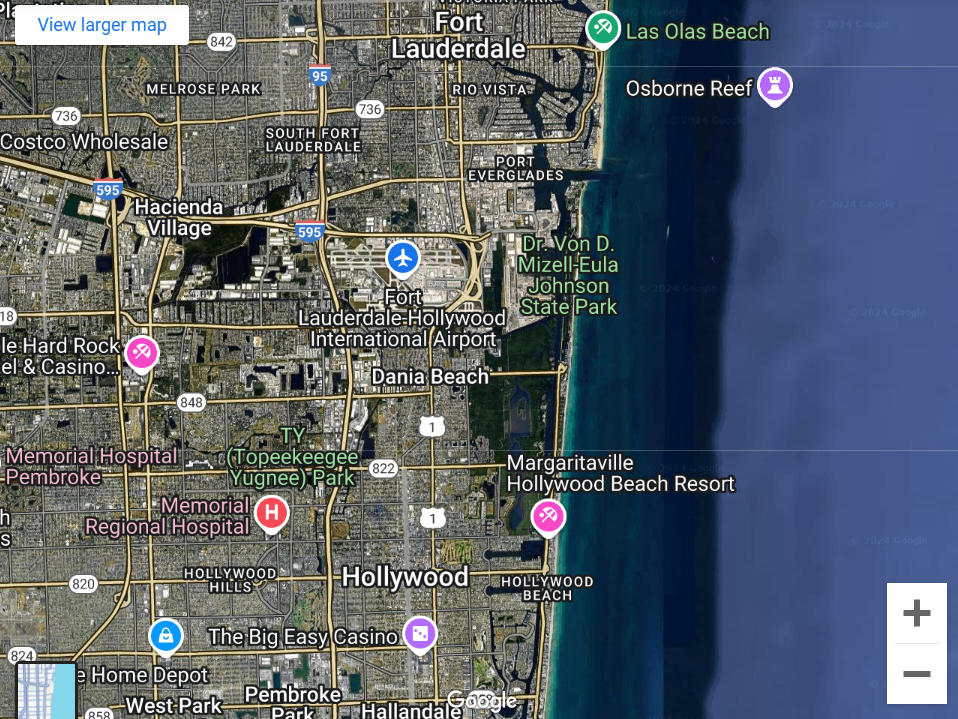 View larger map
842
Fort
Lauderdale
Las Olas Beach
95
MELROSE PARK
RIO VISTA
Osborne Reef
736
736
SOUTH FORT
LAUDERDALE
Costco Wholesale
PORT
EVERGLADES
595
Hacienda
Village
595
Dr. Von D.
Mizell-Eula
Johnson
State Park
Fort
Lauderdale-Hollywood
International Airport
18
le Hard Rock
el & Casino...
Dania Beach
848
1
TY
(Topeekeegee
Yugnee) Park
Memorial Hospital
Pembroke
822
Margaritaville
Hollywood Beach Resort
Memorial
Regional Hospital
H
1
HOLLYWOOD
HILLS
820
Hollywood
HOLLYWOOD
BEACH
The Big Easy Casino
824
e Home Depot
West Park
Pembroke
Park
Hallandale
Google
858
© 2024 Google
© 2024 Google
© 2024 Google
© 2024 Google
© 2024 Google
© 2024 Google